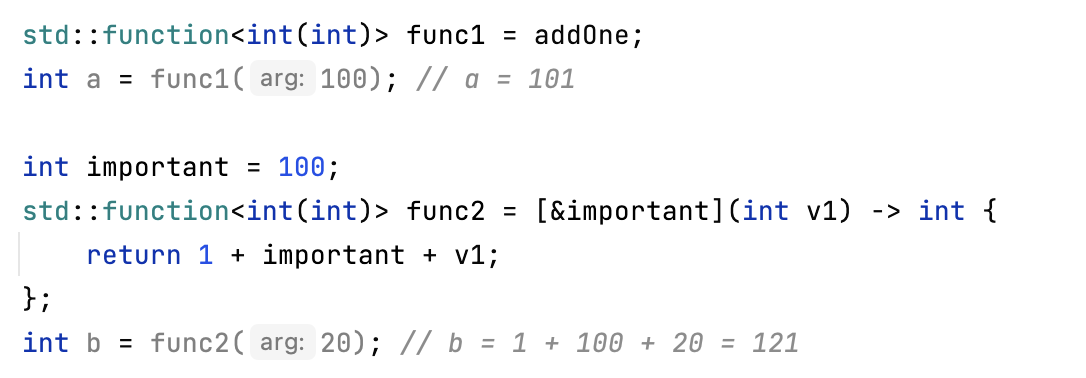 std::function<int(int)> func1 = addOne;
int a = func1( arg: 100); // a = 101

int important = 100;
std::function<int(int)> func2 = [&important](int v1) -> int {
    return 1 + important + v1;
};
int b = func2( arg: 20); // b = 1 + 100 + 20 = 121